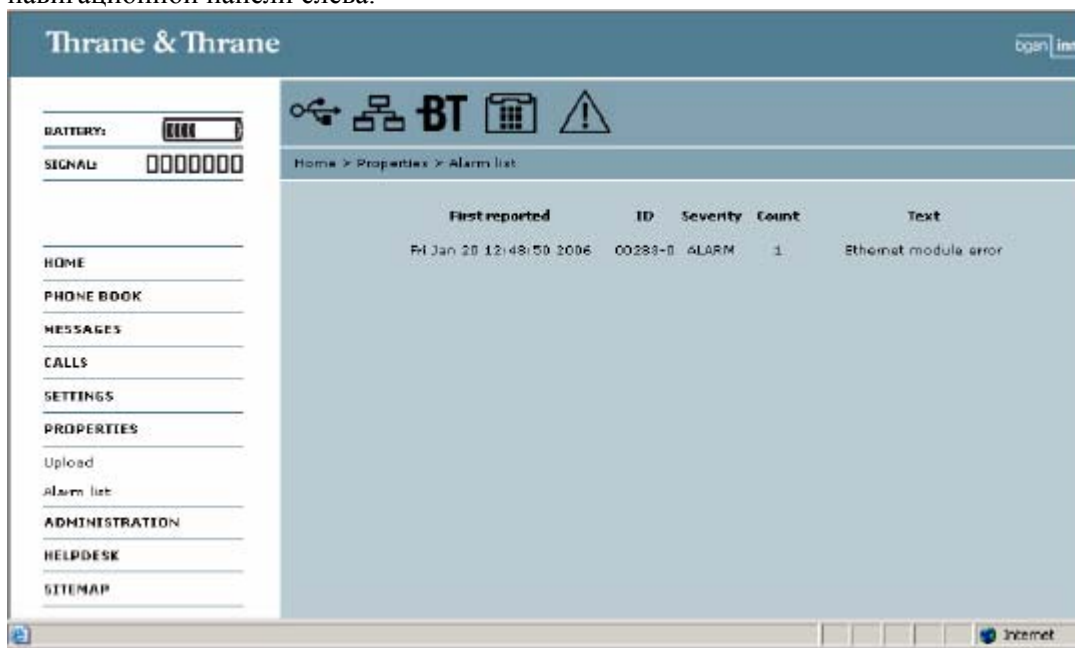 навигационной панели слева.
Thrane & Thrane
bgan
BATTERY:
SIGNAL:
BT
Home > Properties > Alarm list
First reported ID Severity Count Text
Fri Jan 20 12:48:50 2006 ALARM 1 Ethernet module error
HOME
PHONE BOOK
MESSAGES
CALLS
SETTINGS
PROPERTIES
Upload
Alarm list
ADMINISTRATION
HELPDESK
SITEMAP
Internet